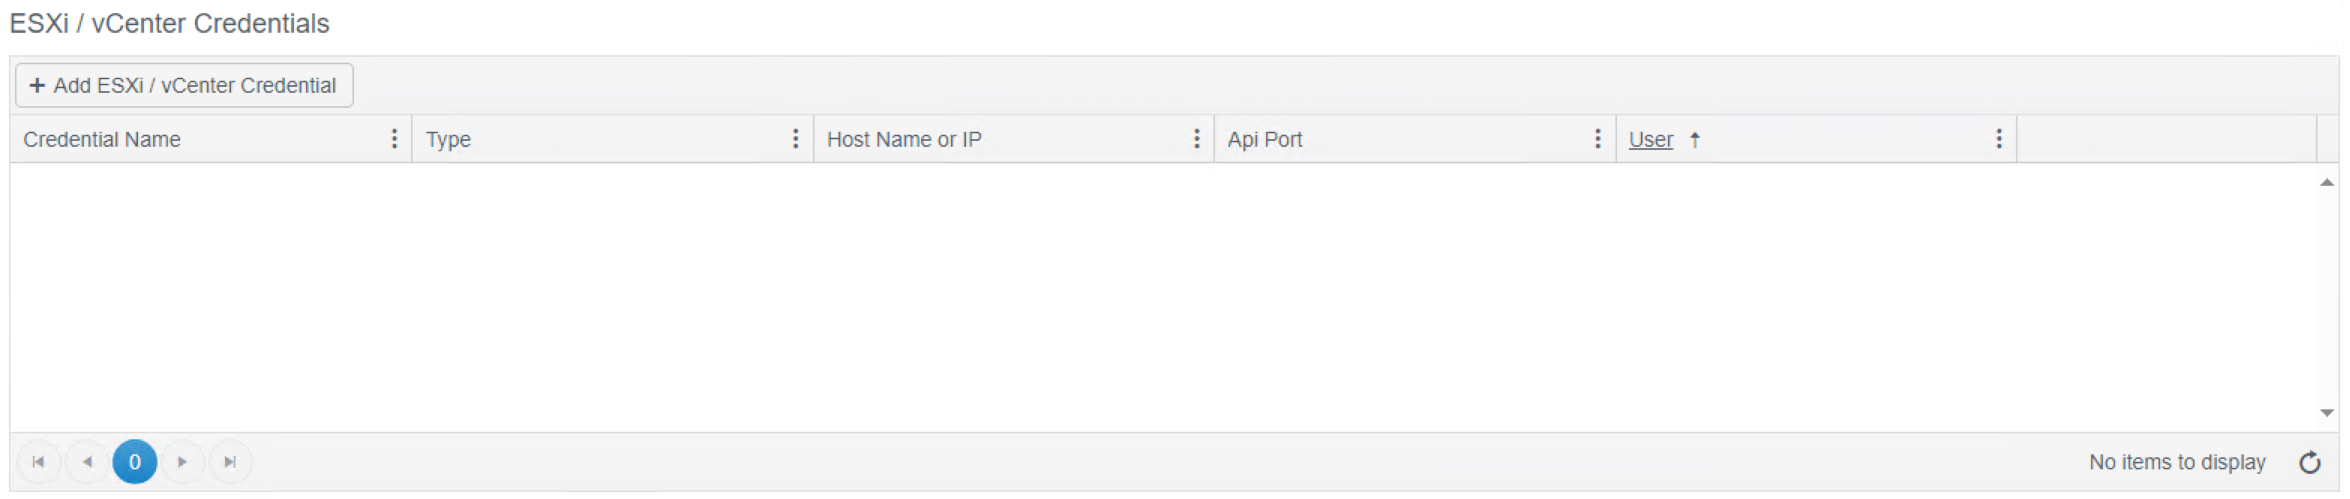 ESXi / vCenter Credentials
+ Add ESXi / vCenter Credential
Credential Name Type Host Name or IP Api Port User ↑
0 No items to display